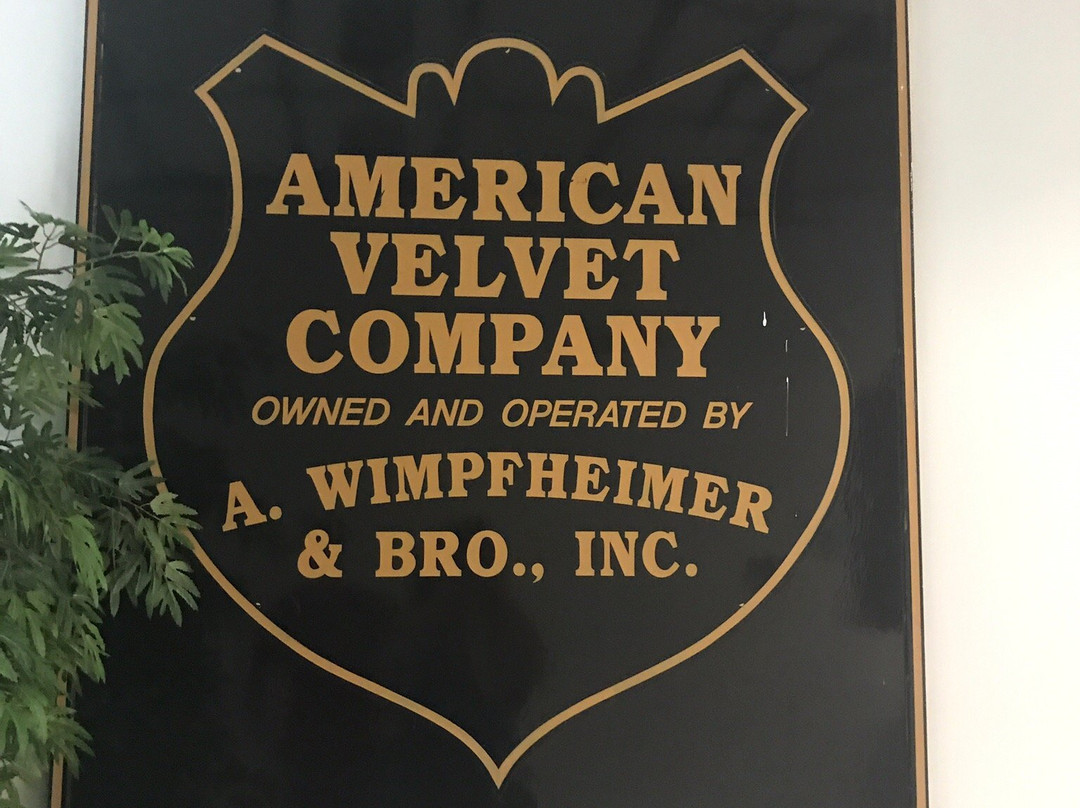 AMERICAN
VELVET
COMPANY
OWNED AND OPERATED BY
A. WIMPFHEIMER
& BRO., INC.